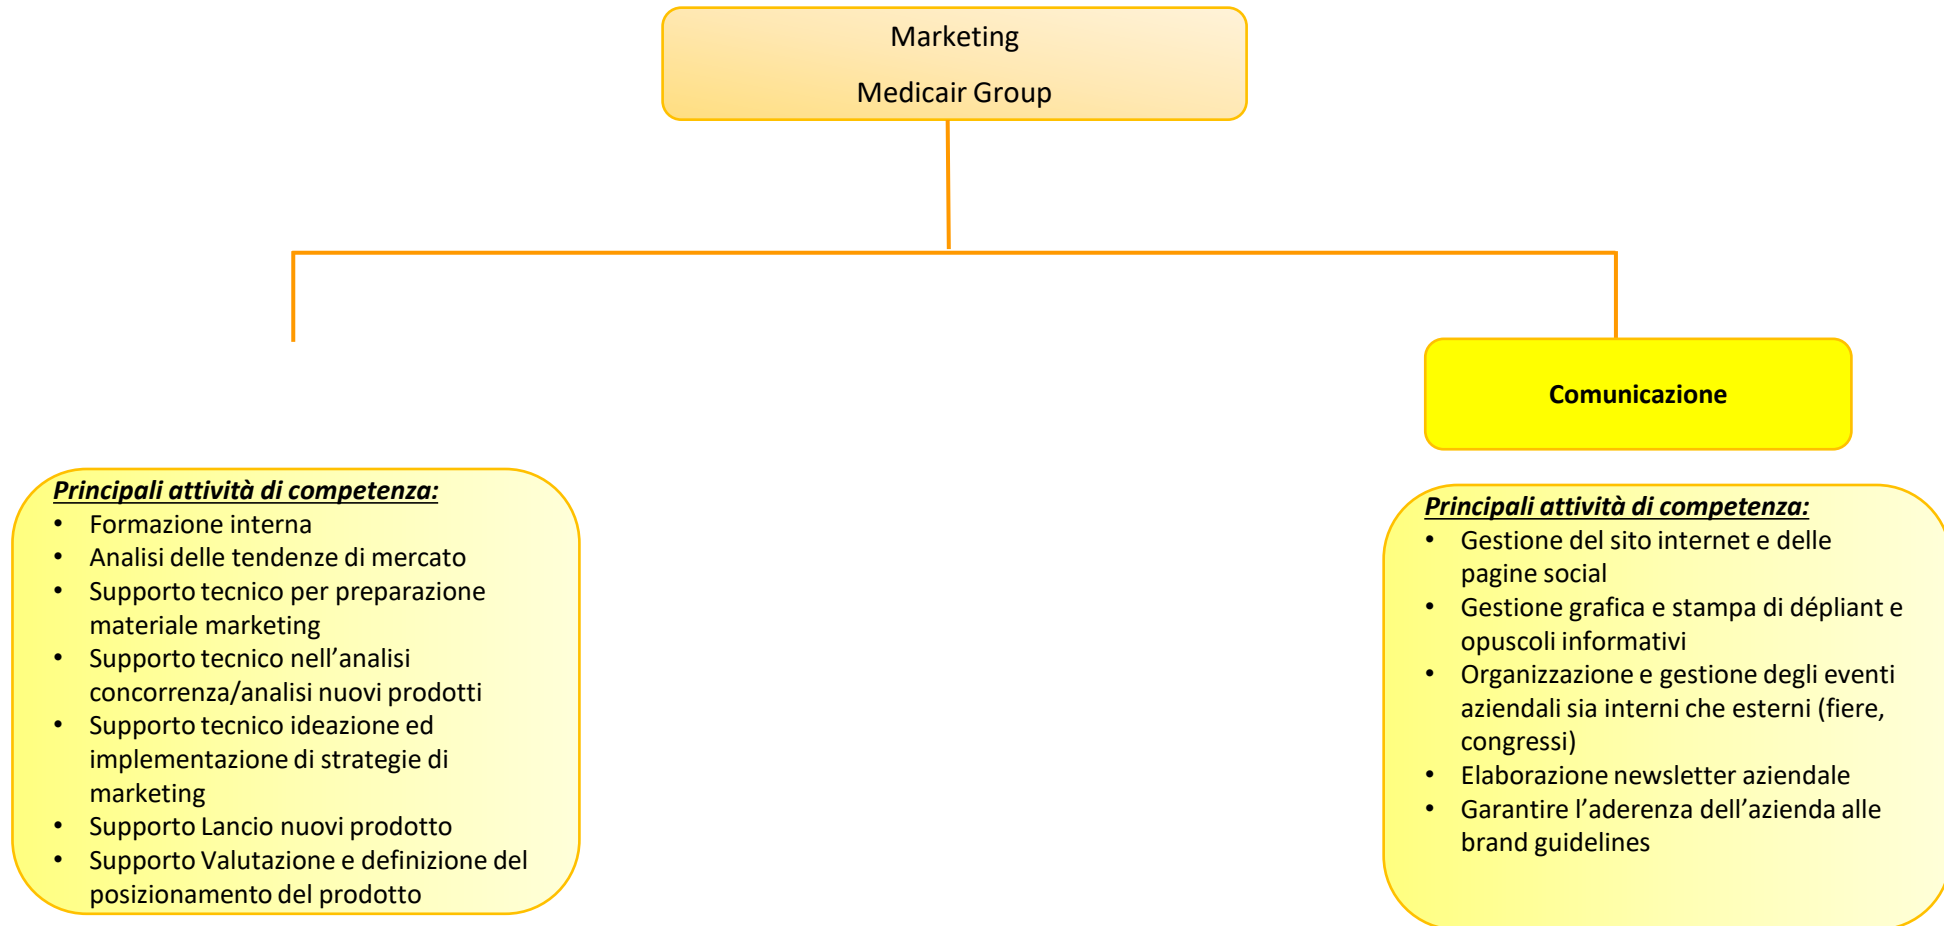 Marketing
Medicair Group
Comunicazione
Principali attività di competenza:
• Formazione interna
• Analisi delle tendenze di mercato
• Supporto tecnico per preparazione
materiale marketing
• Supporto tecnico nell’analisi
concorrenza/analisi nuovi prodotti
• Supporto tecnico ideazione ed
implementazione di strategie di
marketing
• Supporto Lancio nuovi prodotto
• Supporto Valutazione e definizione del
posizionamento del prodotto
Principali attività di competenza:
• Gestione del sito internet e delle
pagine social
• Gestione grafica e stampa di dépliant e
opuscoli informativi
• Organizzazione e gestione degli eventi
aziendali sia interni che esterni (fiere,
congressi)
• Elaborazione newsletter aziendale
• Garantire l’aderenza dell’azienda alle
brand guidelines